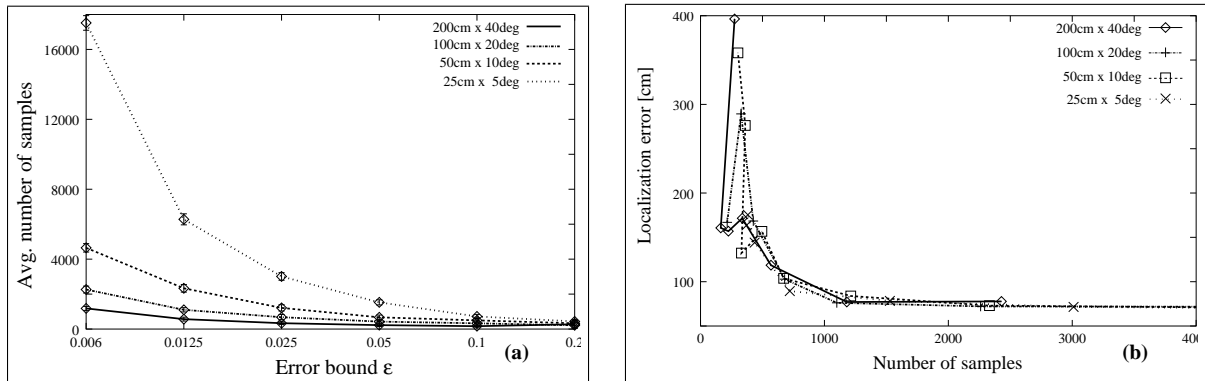 16000
12000
8000
4000
0
0.006
0.0125
0.025
0.05
0.1
0.2
Avg. number of samples
Error bound ε
200cm x 40deg
100cm x 20deg
50cm x 10deg
25cm x 5deg
(a)
400
300
200
100
0
1000
2000
3000
4000
Localization error [cm]
Number of samples
200cm x 40deg
100cm x 20deg
50cm x 10deg
25cm x 5deg
(b)